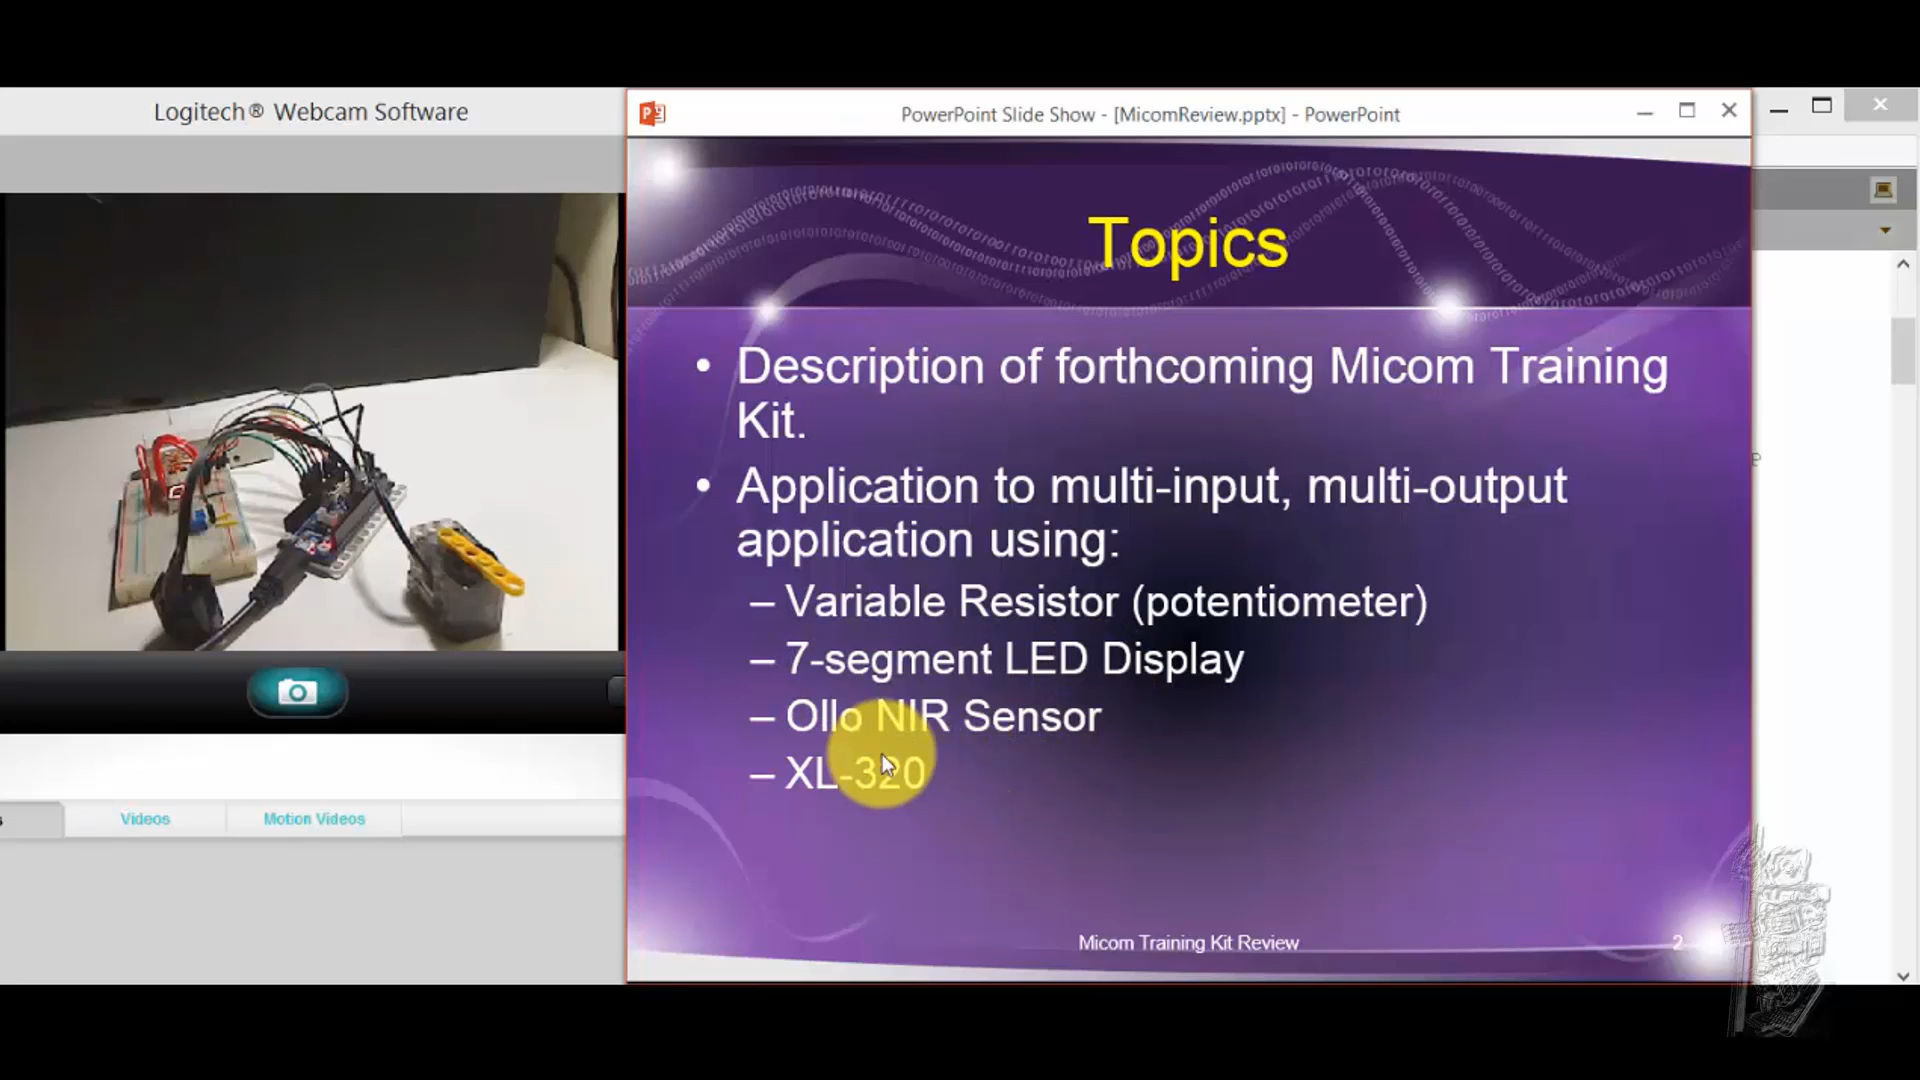 Logitech® Webcam Software
PowerPoint Slide Show - [MicomReview.pptx] - PowerPoint
Topics
• Description of forthcoming Micom Training
Kit.
• Application to multi-input, multi-output
application using:
– Variable Resistor (potentiometer)
– 7-segment LED Display
– Ollo NIR Sensor
– XL-320
Micom Training Kit Review
2
Videos
Motion Videos